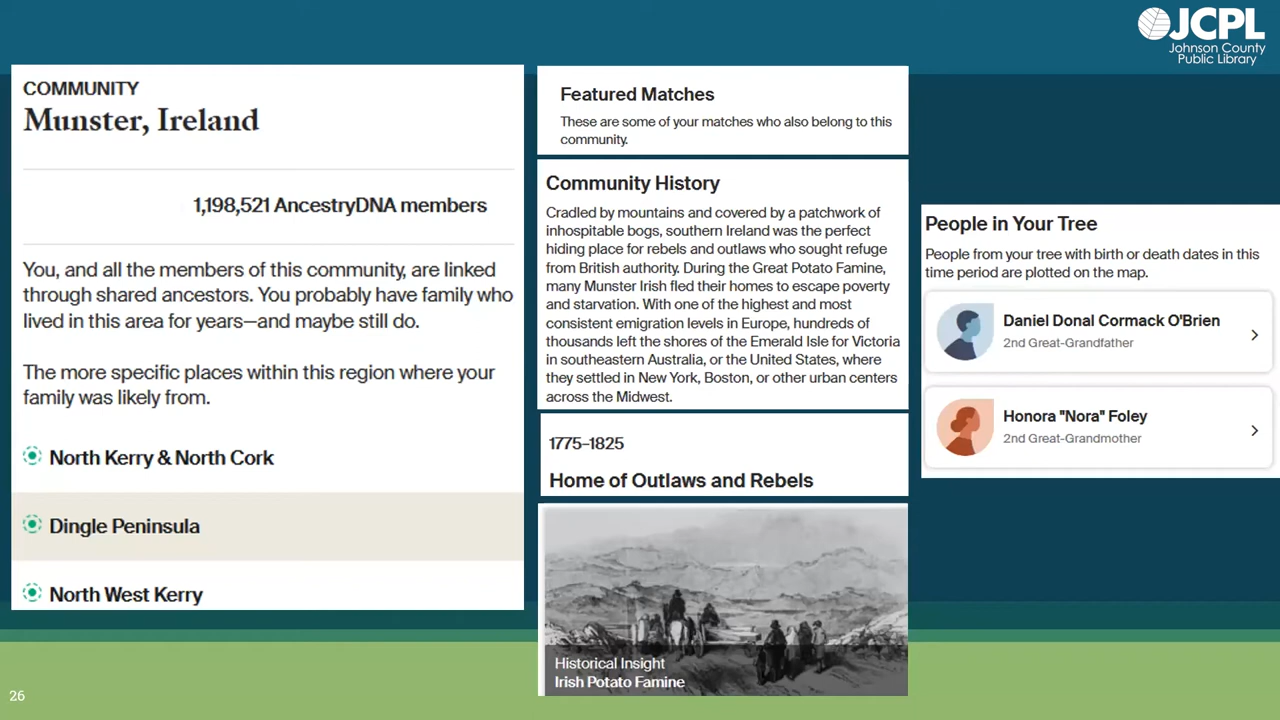 JCPL
Johnson County
Public Library
COMMUNITY
Munster, Ireland
1,198,521 AncestryDNA members
You, and all the members of this community, are linked
through shared ancestors. You probably have family who
lived in this area for years—and maybe still do.
The more specific places within this region where your
family was likely from.
North Kerry & North Cork
Dingle Peninsula
North West Kerry
Featured Matches
These are some of your matches who also belong to this
community.
Community History
Cradled by mountains and covered by a patchwork of
inhospitable bogs, southern Ireland was the perfect
hiding place for rebels and outlaws who sought refuge
from British authority. During the Great Potato Famine,
many Munster Irish fled their homes to escape poverty
and starvation. With one of the highest and most
consistent emigration levels in Europe, hundreds of
thousands left the shores of the Emerald Isle for Victoria
in southeastern Australia, or the United States, where
they settled in New York, Boston, or other urban centers
across the Midwest.
1775–1825
Home of Outlaws and Rebels
Historical Insight
Irish Potato Famine
People in Your Tree
People from your tree with birth or death dates in this
time period are plotted on the map.
Daniel Donal Cormack O'Brien
2nd Great-Grandfather
Honora "Nora" Foley
2nd Great-Grandmother
26